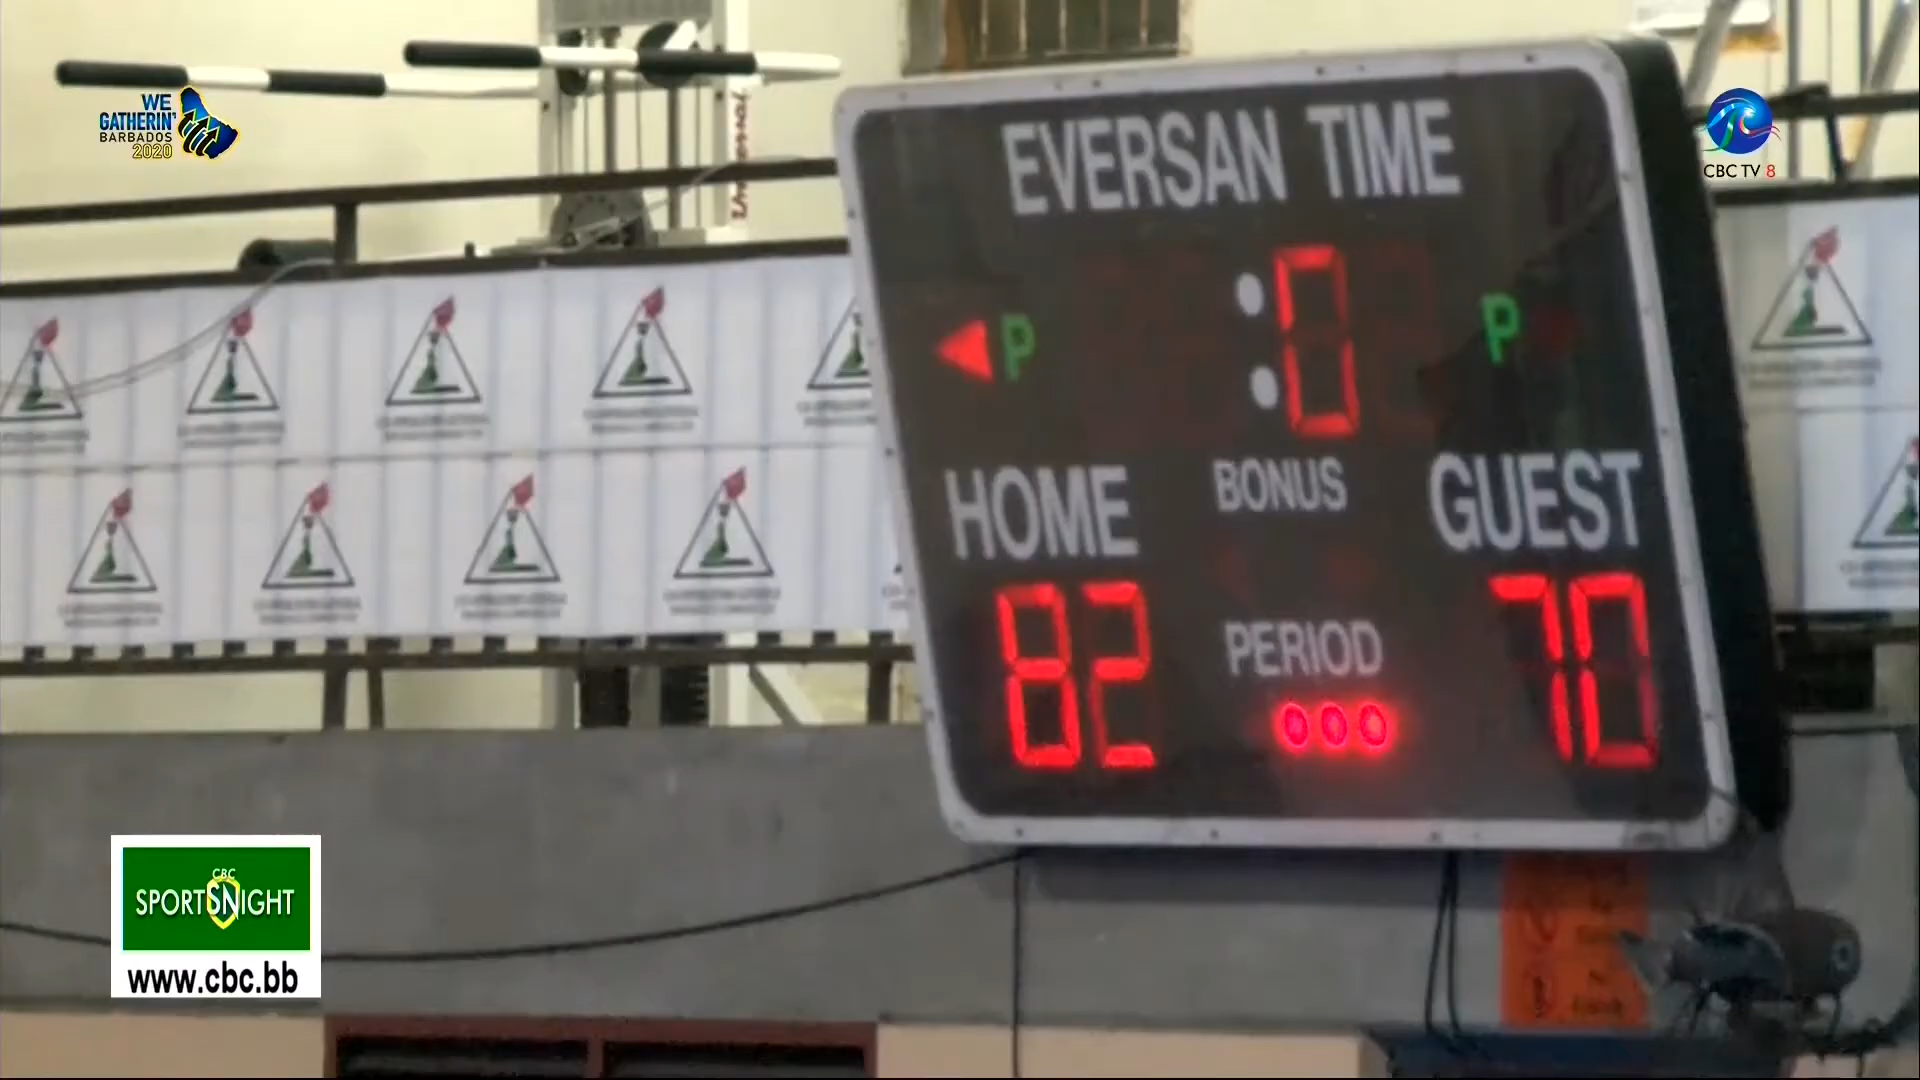 WE
GATHERIN'
BARBADOS
2020
CBC TV 8
Universal
EVERSAN TIME
:0
P
P
HOME
BONUS
GUEST
82
70
PERIOD
CBC
SPORTSNIGHT
www.cbc.bb